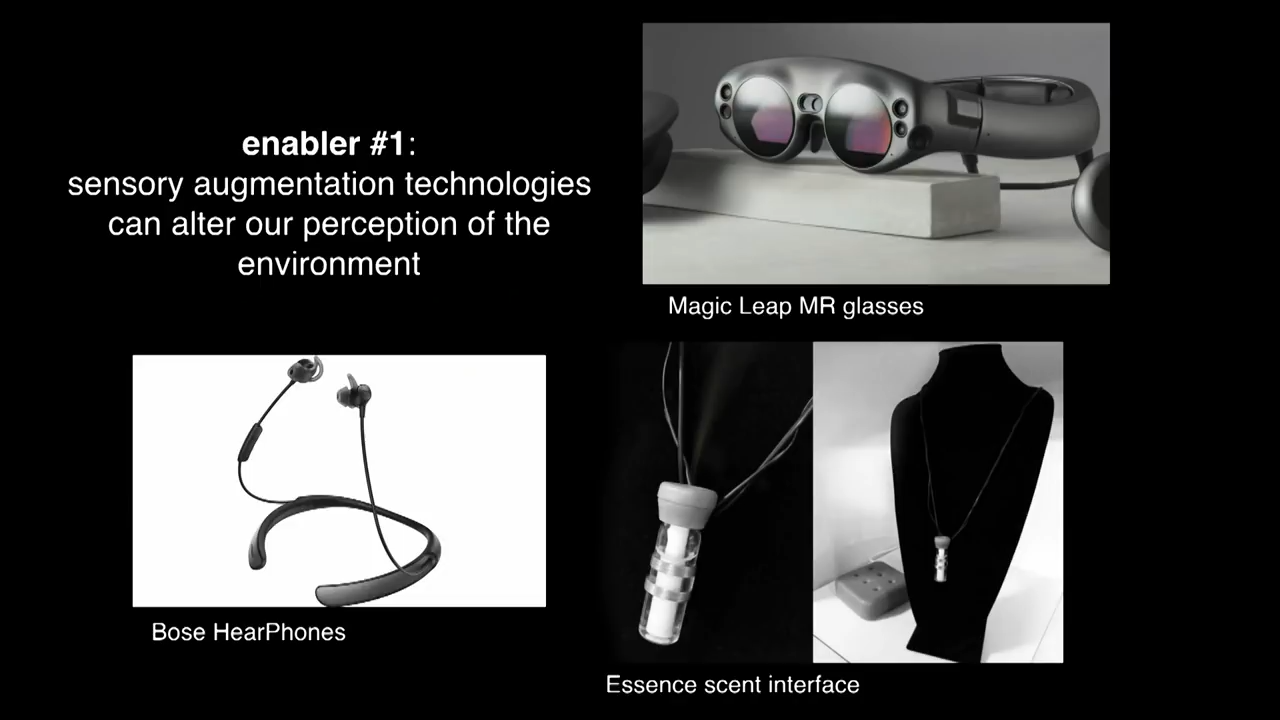 enabler #1:
sensory augmentation technologies
can alter our perception of the
environment
Magic Leap MR glasses
Bose HearPhones
Essence scent interface